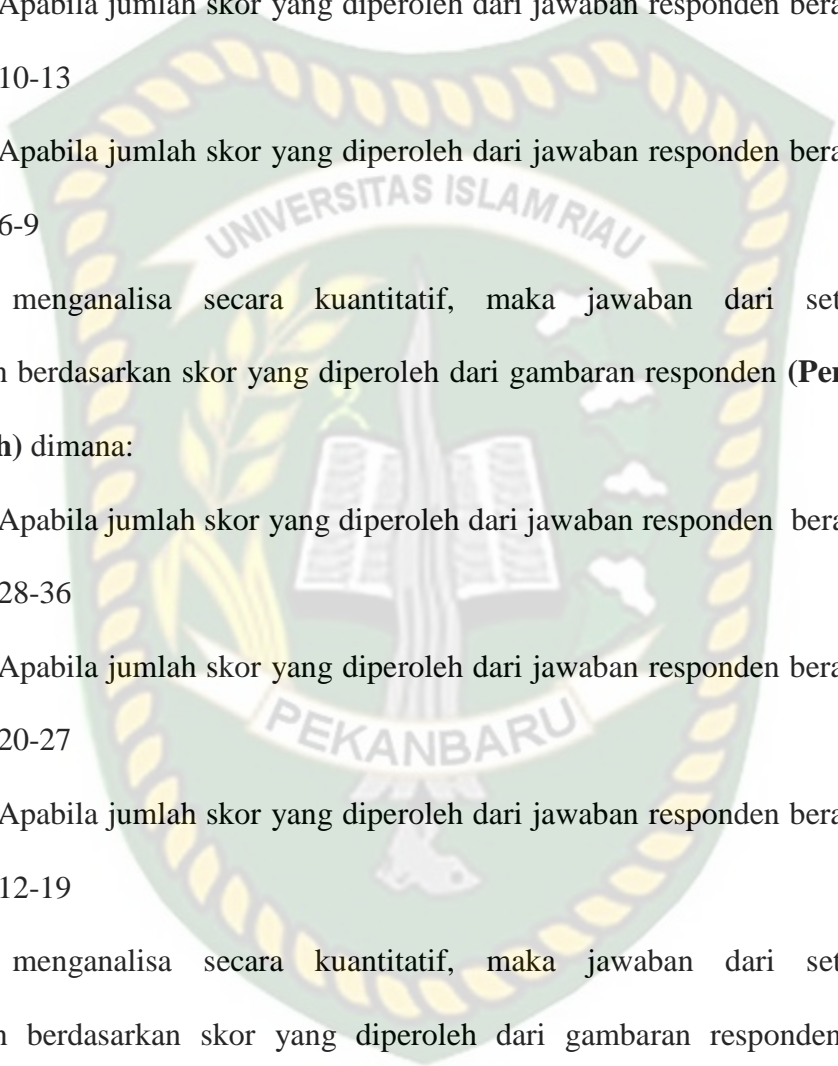 Apabila jumlah skor yang diperoleh dari jawaban responden bera
10-13
Apabila jumlah skor yang diperoleh dari jawaban responden bera
UNIVERSITAS ISLAM RIAU
6-9
menganalisa secara kuantitatif, maka jawaban dari set
n berdasarkan skor yang diperoleh dari gambaran responden (Per
h) dimana:
Apabila jumlah skor yang diperoleh dari jawaban responden bera
28-36
Apabila jumlah skor yang diperoleh dari jawaban responden bera
PEKANBARU
20-27
Apabila jumlah skor yang diperoleh dari jawaban responden bera
12-19
menganalisa secara kuantitatif, maka jawaban dari set
n berdasarkan skor yang diperoleh dari gambaran responden